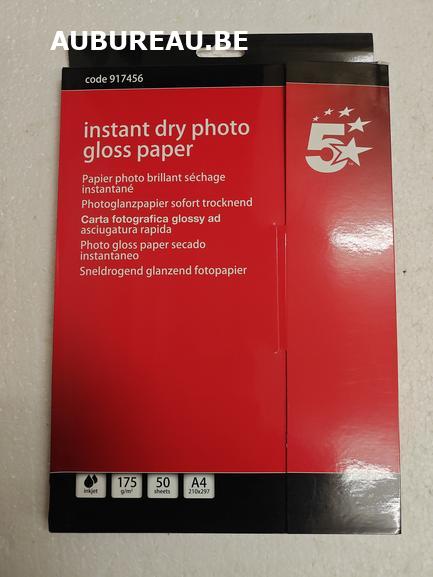 AUBUREAU.BE
code 917456
instant dry photo
gloss paper
5
Papier photo brillant séchage
instantané
Photoglanzpapier sofort trocknend
Carta fotografica glossy ad
asciugatura rapida
Photo gloss paper secado
instantaneo
Sneldrogend glanzend fotopapier
inkjet
175
g/m²
50
sheets
A4
210x297